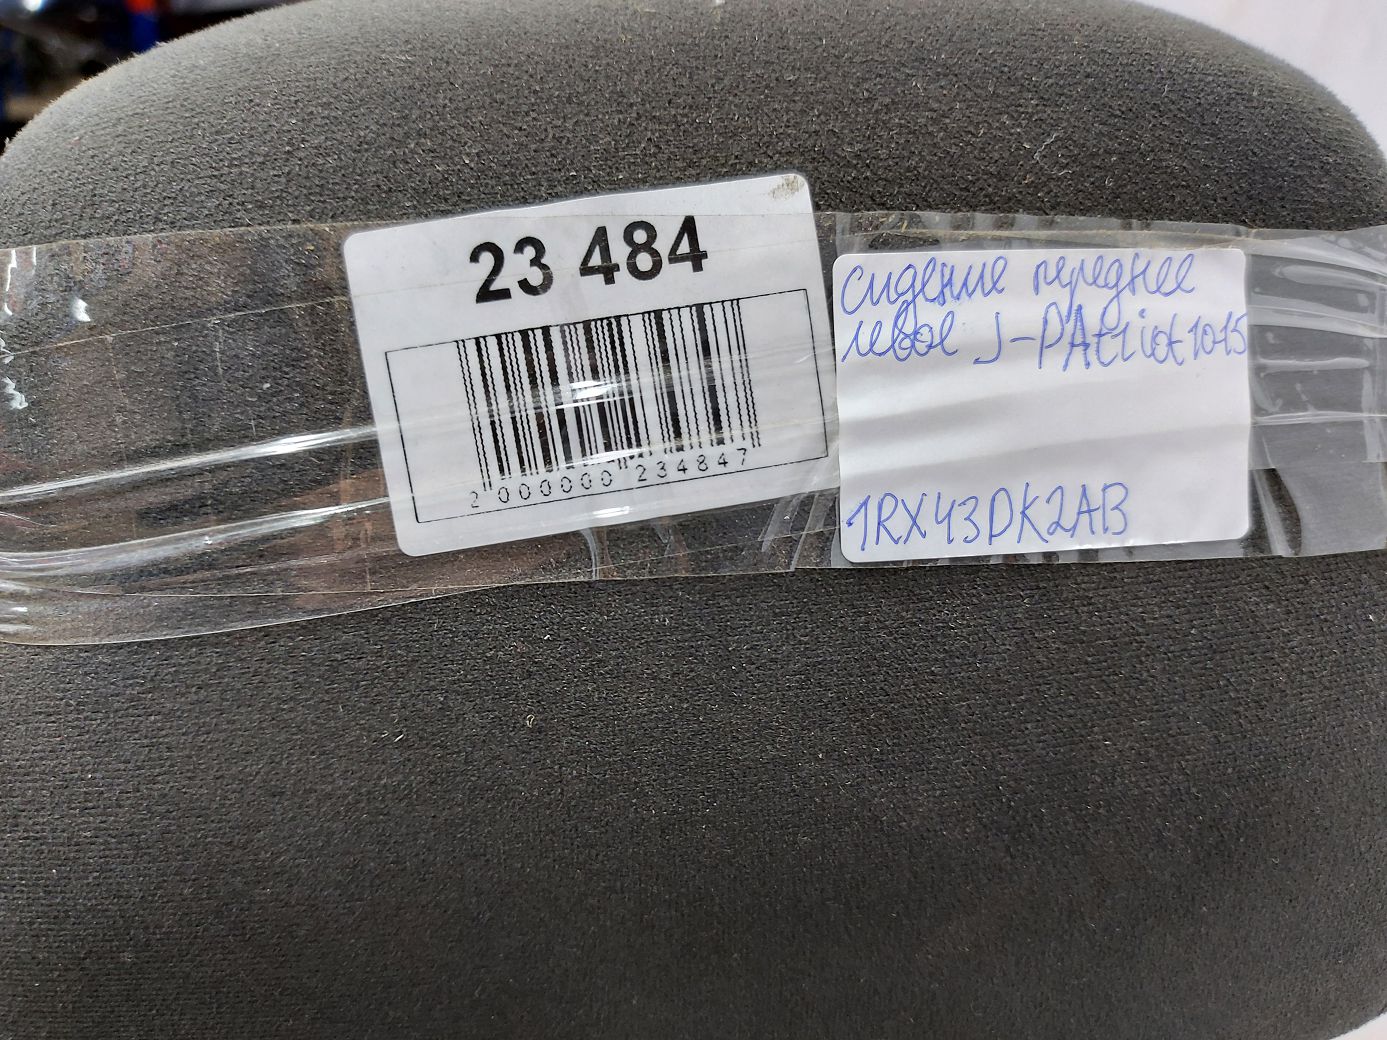 23 484
2 000000 234847
сидение переднее
левое J-PAtriot 10-15
1RX43DK2AB